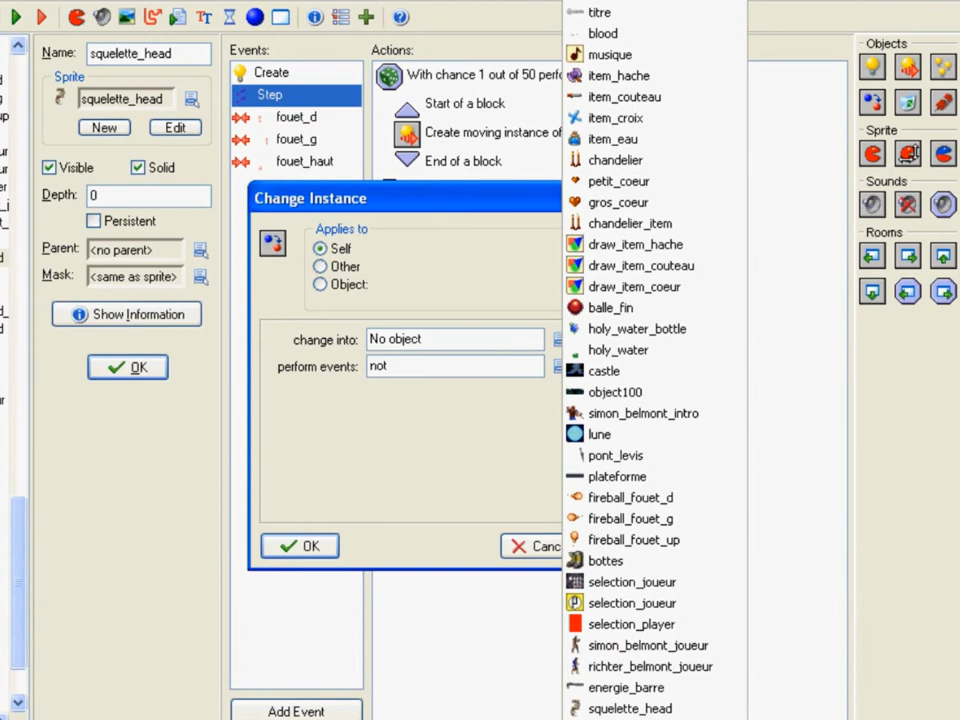 Name:
squelette_head
Sprite
squelette_head
New
Edit
Visible
Solid
Depth:
0
Persistent
Parent:
<no parent>
Mask:
<same as sprite>
Show Information
OK
Events:
Create
Step
fouet_d
fouet_g
fouet_haut
Add Event
Actions:
With chance 1 out of 50 perfo
Start of a block
Create moving instance of
End of a block
Change Instance
Applies to
Self
Other
Object:
change into:
No object
perform events:
not
OK
Canc
titre
blood
musique
item_hache
item_couteau
item_croix
item_eau
chandelier
petit_coeur
gros_coeur
chandelier_item
draw_item_hache
draw_item_couteau
draw_item_coeur
balle_fin
holy_water_bottle
holy_water
castle
object100
simon_belmont_intro
lune
pont_levis
plateforme
fireball_fouet_d
fireball_fouet_g
fireball_fouet_up
bottes
selection_joueur
selection_joueur
selection_player
simon_belmont_joueur
richter_belmont_joueur
energie_barre
squelette_head
Objects
Sprite
Sounds
Rooms